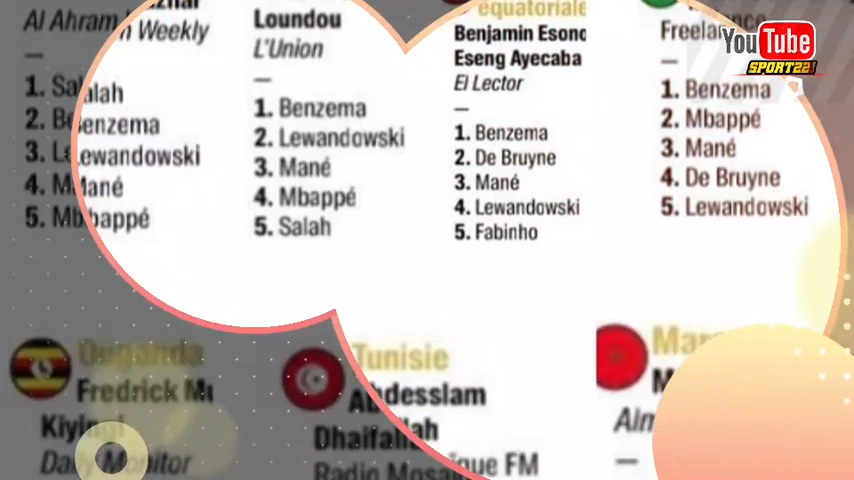 Al Ahram Weekly
—
1. Salah
2. Benzema
3. Lewandowski
4. Mané
5. Mbappé
Loundou
L'Union
—
1. Benzema
2. Lewandowski
3. Mané
4. Mbappé
5. Salah
équatoriale
Benjamin Esono
Eseng Ayecaba
El Lector
—
1. Benzema
2. De Bruyne
3. Mané
4. Lewandowski
5. Fabinho
—
1. Benzema
2. Mbappé
3. Mané
4. De Bruyne
5. Lewandowski
YouTube
SPORT221
Ouganda
Fredrick
Kiyingi
Daily Monitor
Tunisie
Abdesslam
Dhaifallah
Radio Mosaique FM
—